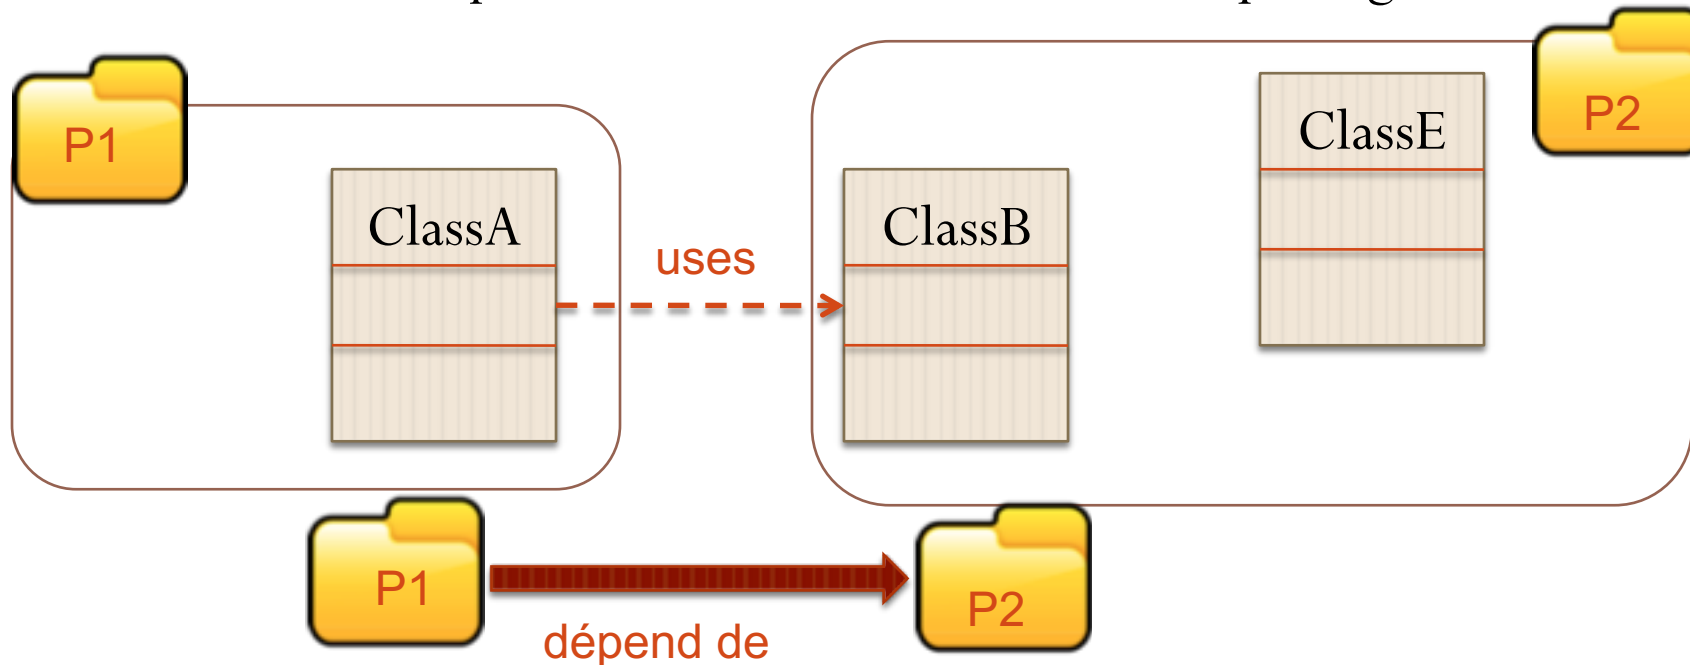 P1
P2
ClassE
ClassA
ClassB
uses
P1
P2
dépend de